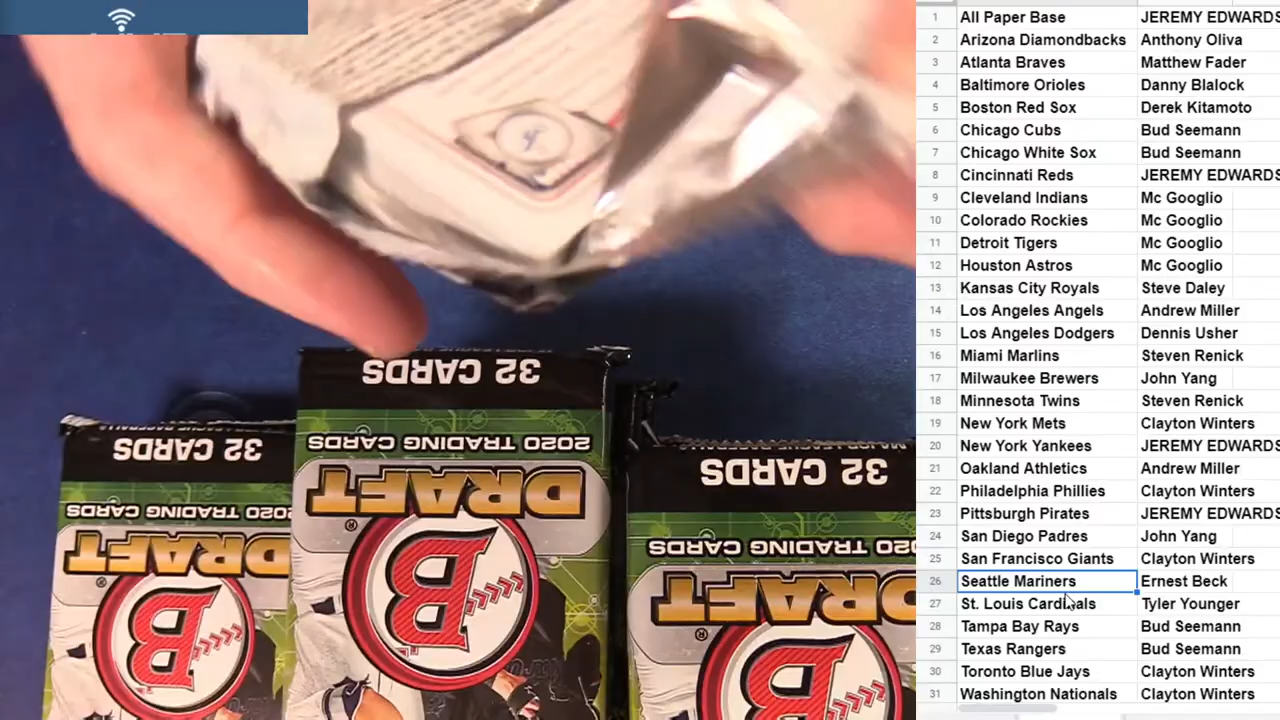 1 All Paper Base JEREMY EDWARDS
2 Arizona Diamondbacks Anthony Oliva
3 Atlanta Braves Matthew Fader
4 Baltimore Orioles Danny Blalock
5 Boston Red Sox Derek Kitamoto
6 Chicago Cubs Bud Seemann
7 Chicago White Sox Bud Seemann
8 Cincinnati Reds JEREMY EDWARDS
9 Cleveland Indians Mc Googlio
10 Colorado Rockies Mc Googlio
11 Detroit Tigers Mc Googlio
12 Houston Astros Mc Googlio
13 Kansas City Royals Steve Daley
14 Los Angeles Angels Andrew Miller
15 Los Angeles Dodgers Dennis Usher
16 Miami Marlins Steven Renick
17 Milwaukee Brewers John Yang
18 Minnesota Twins Steven Renick
19 New York Mets Clayton Winters
20 New York Yankees JEREMY EDWARDS
21 Oakland Athletics Andrew Miller
22 Philadelphia Phillies Clayton Winters
23 Pittsburgh Pirates JEREMY EDWARDS
24 San Diego Padres John Yang
25 San Francisco Giants Clayton Winters
26 Seattle Mariners Ernest Beck
27 St. Louis Cardinals Tyler Younger
28 Tampa Bay Rays Bud Seemann
29 Texas Rangers Bud Seemann
30 Toronto Blue Jays Clayton Winters
31 Washington Nationals Clayton Winters
32 CARDS
2020 TRADING CARDS
DRAFT
B
32 CARDS
2020 TRADING CARDS
DRAFT
B
32 CARDS
20 TRADING CARDS
DRAFT
B